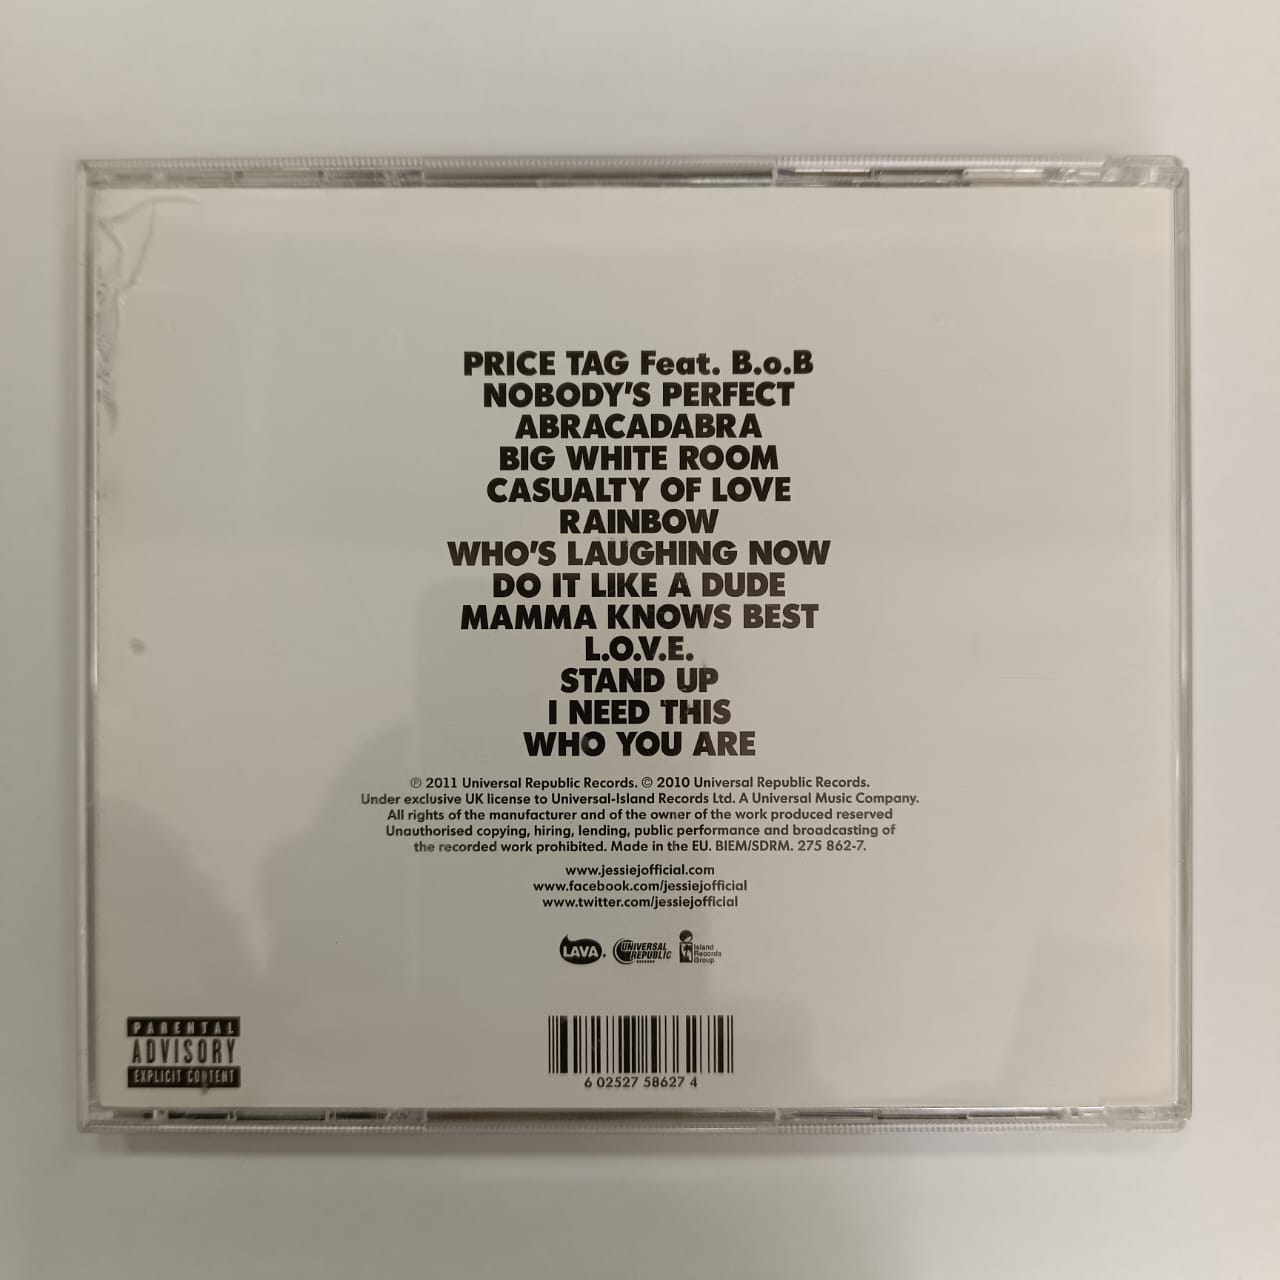 PRICE TAG Feat. B.o.B
NOBODY'S PERFECT
ABRACADABRA
BIG WHITE ROOM
CASUALTY OF LOVE
RAINBOW
WHO'S LAUGHING NOW
DO IT LIKE A DUDE
MAMMA KNOWS BEST
L.O.V.E.
STAND UP
I NEED THIS
WHO YOU ARE
℗ 2011 Universal Republic Records. © 2010 Universal Republic Records.
Under exclusive UK license to Universal-Island Records Ltd. A Universal Music Company.
All rights of the manufacturer and of the owner of the work produced reserved
Unauthorised copying, hiring, lending, public performance and broadcasting of
the recorded work prohibited. Made in the EU. BIEM/SDRM. 275 862-7.
www.jessiejofficial.com
www.facebook.com/jessiejofficial
www.twitter.com/jessiejofficial
LAVA.
UNIVERSAL
REPUBLIC
Island
Records
Group
PARENTAL
ADVISORY
EXPLICIT CONTENT
6 02527 58627 4